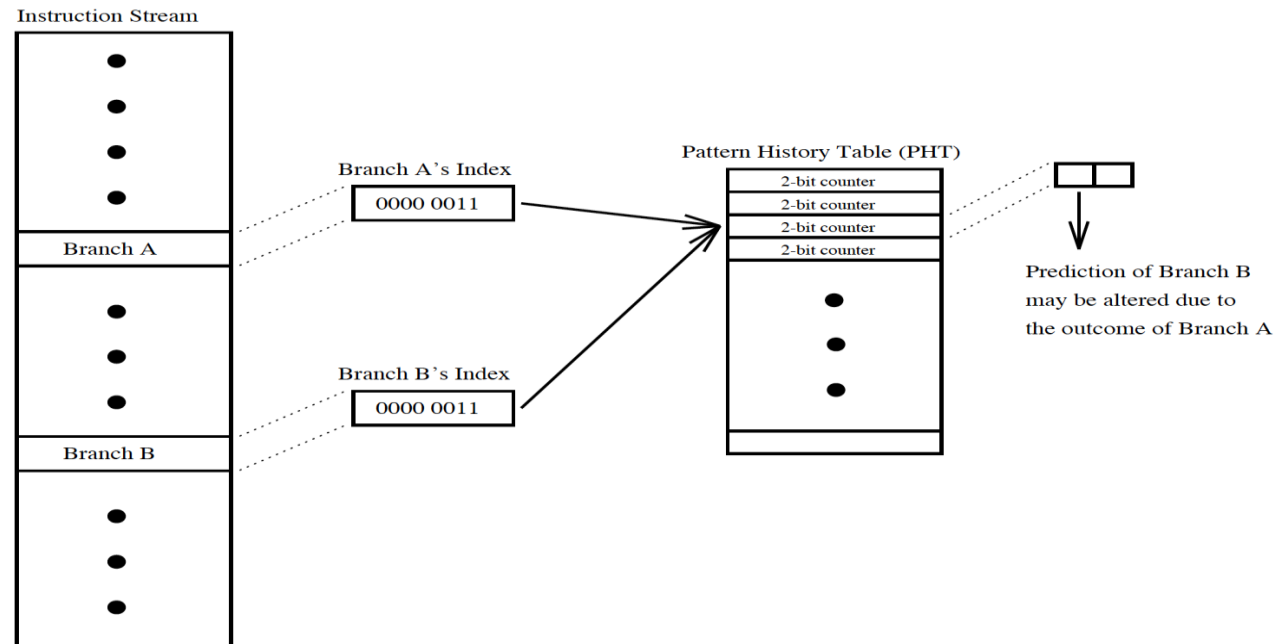 Instruction Stream
Branch A
Branch B
Branch A's Index
0000 0011
Branch B's Index
0000 0011
Pattern History Table (PHT)
2-bit counter
2-bit counter
2-bit counter
2-bit counter
Prediction of Branch B
may be altered due to
the outcome of Branch A